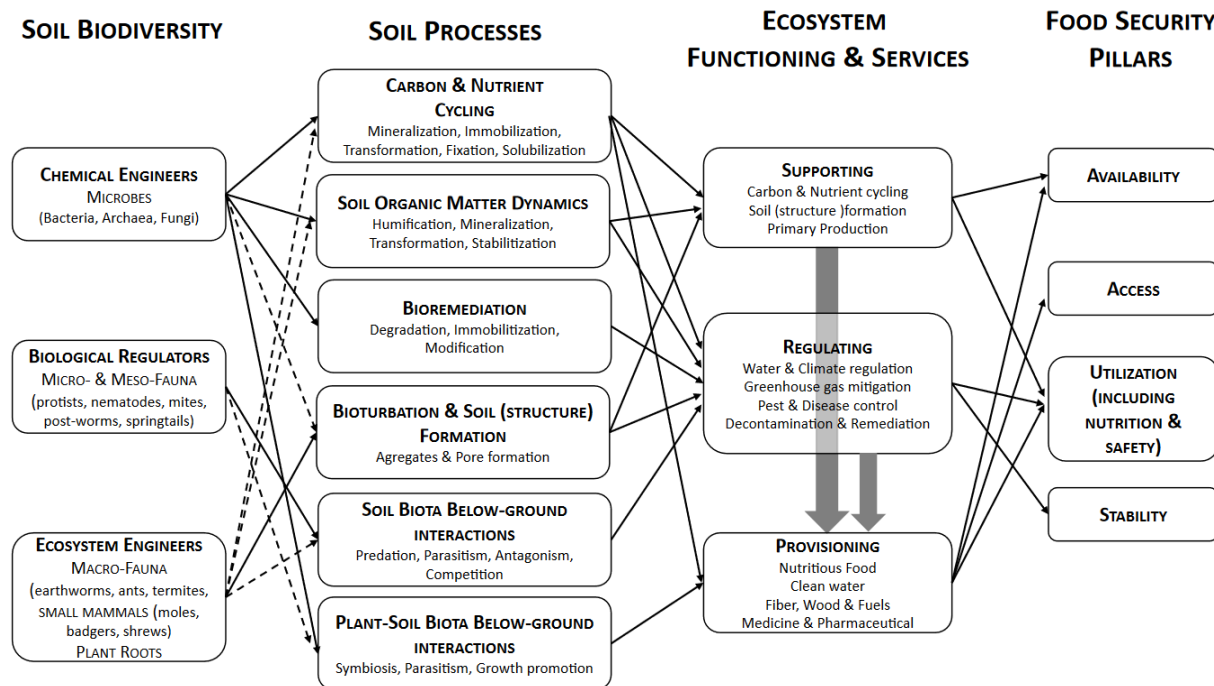 SOIL BIODIVERSITY
SOIL PROCESSES
ECOSYSTEM
FUNCTIONING & SERVICES
FOOD SECURITY
PILLARS
CHEMICAL ENGINEERS
MICROBES
(Bacteria, Archaea, Fungi)
BIOLOGICAL REGULATORS
MICRO- & MESO-FAUNA
(protists, nematodes, mites,
post-worms, springtails)
ECOSYSTEM ENGINEERS
MACRO-FAUNA
(earthworms, ants, termites,
SMALL MAMMALS (moles,
badgers, shrews)
PLANT ROOTS
CARBON & NUTRIENT
CYCLING
Mineralization, Immobilization,
Transformation, Fixation, Solubilization
SOIL ORGANIC MATTER DYNAMICS
Humification, Mineralization,
Transformation, Stabilitization
BIOREMEDIATION
Degradation, Immobilitization,
Modification
BIOTURBATION & SOIL (STRUCTURE)
FORMATION
Agregates & Pore formation
SOIL BIOTA BELOW-GROUND
INTERACTIONS
Predation, Parasitism, Antagonism,
Competition
PLANT-SOIL BIOTA BELOW-GROUND
INTERACTIONS
Symbiosis, Parasitism, Growth promotion
SUPPORTING
Carbon & Nutrient cycling
Soil (structure )formation
Primary Production
REGULATING
Water & Climate regulation
Greenhouse gas mitigation
Pest & Disease control
Decontamination & Remediation
PROVISIONING
Nutritious Food
Clean water
Fiber, Wood & Fuels
Medicine & Pharmaceutical
AVAILABILITY
ACCESS
UTILIZATION
(INCLUDING
NUTRITION &
SAFETY)
STABILITY